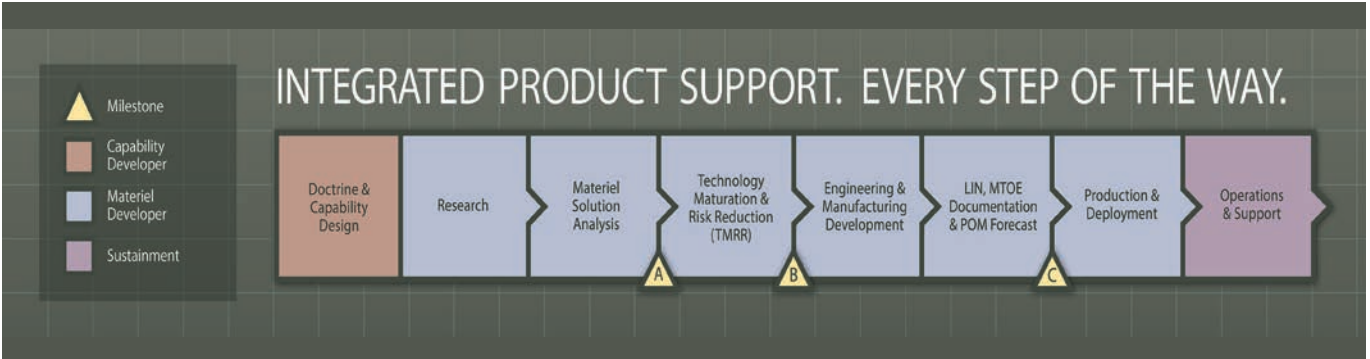 INTEGRATED PRODUCT SUPPORT. EVERY STEP OF THE WAY.
Milestone
Capability
Developer
Materiel
Developer
Sustainment
Doctrine &
Capability
Design
Research
Materiel
Solution
Analysis
Technology
Maturation &
Risk Reduction
(TMRR)
Engineering &
Manufacturing
Development
LIN, MTOE
Documentation
& POM Forecast
Production &
Deployment
Operations
& Support
A
B
C